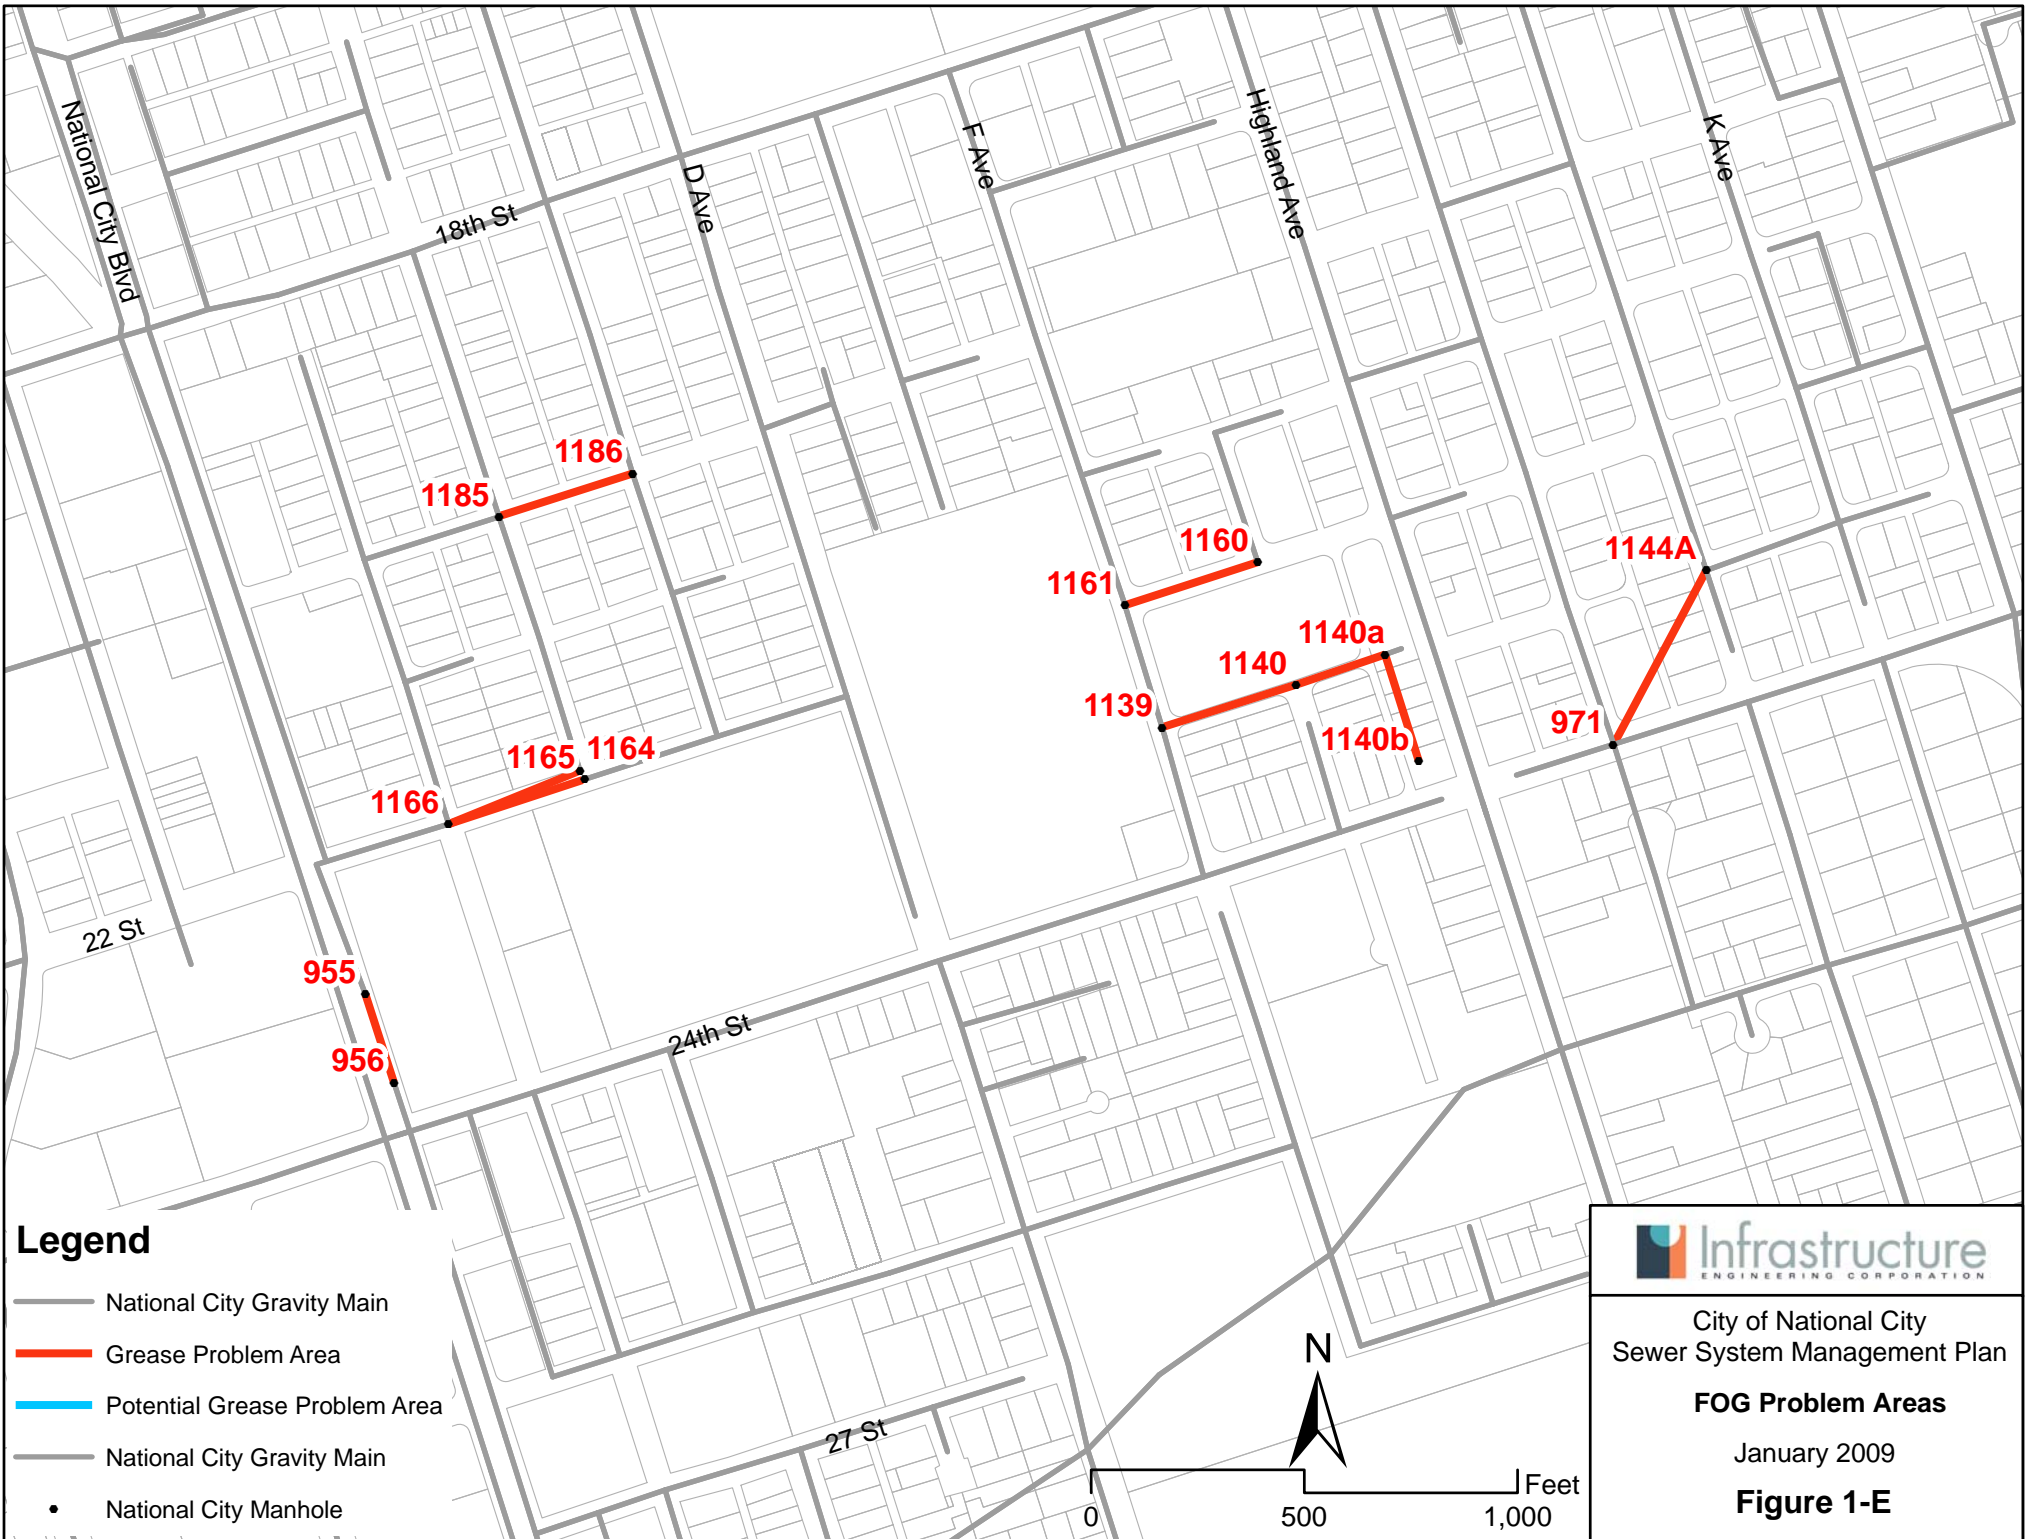 National City Blvd
18th St
D Ave
F Ave
Highland Ave
K Ave
1186
1185
1160
1161
1144A
1140a
1140
1139
1140b
971
1165
1164
1166
22 St
955
956
24th St
27 St
Legend
National City Gravity Main
Grease Problem Area
Potential Grease Problem Area
National City Gravity Main
National City Manhole
N
Feet
0 500 1,000
Infrastructure
ENGINEERING CORPORATION
City of National City
Sewer System Management Plan
FOG Problem Areas
January 2009
Figure 1-E